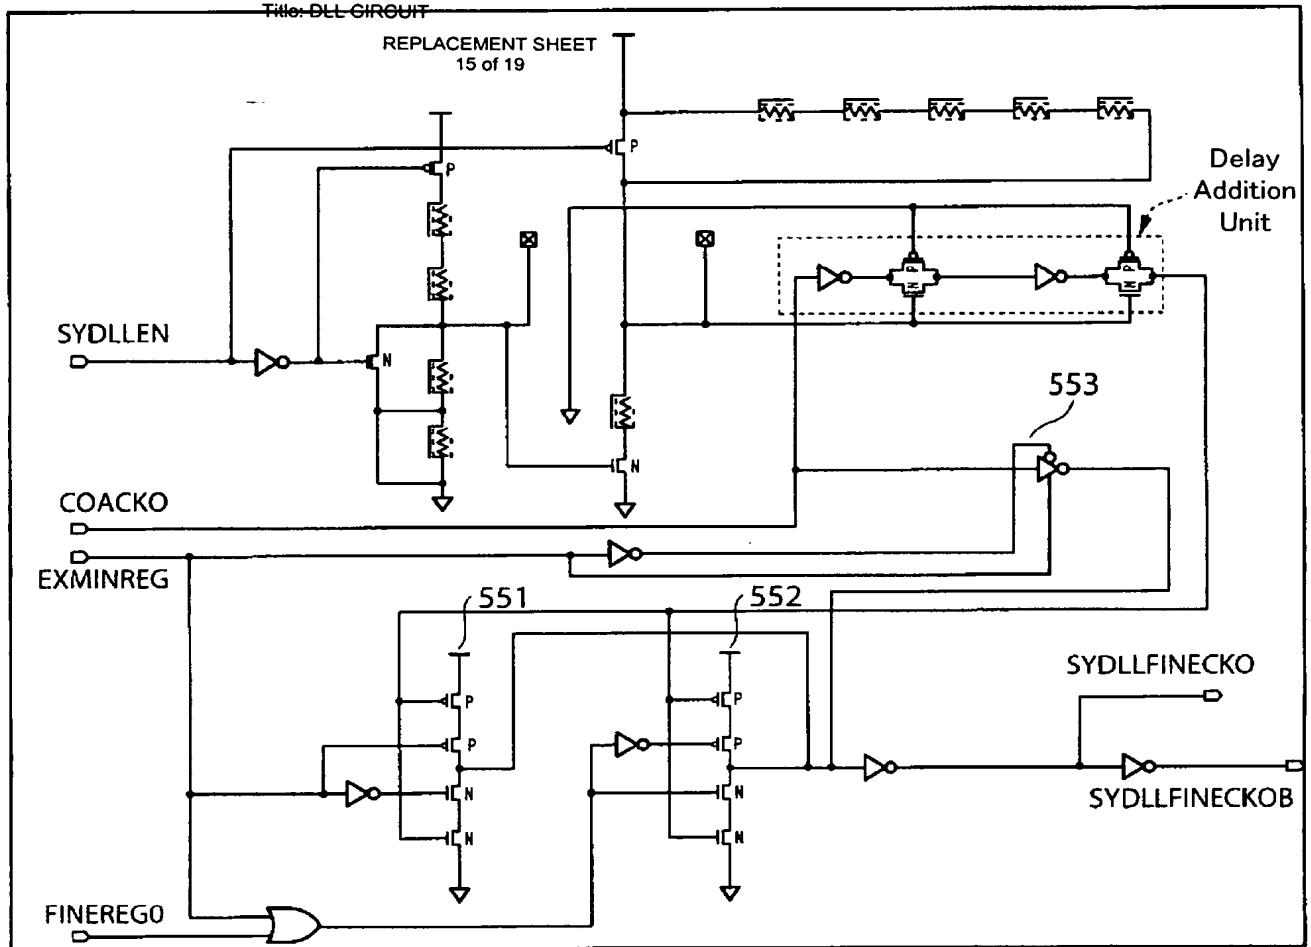 Title: DLL CIRCUIT
REPLACEMENT SHEET
15 of 19
P
P
Delay
Addition
Unit
N P
N P
SYDLLEN
N
553
N
COACKO
EXMINREG
551
552
SYDLLFINECKO
P
P
P
P
N
N
SYDLLFINECKOB
N
N
FINEREG0